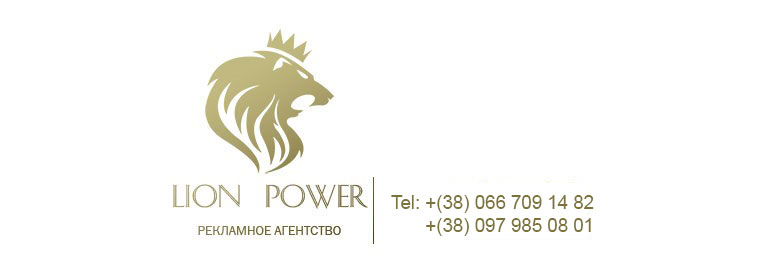 LION POWER
РЕКЛАМНОЕ АГЕНТСТВО
Tel: +(38) 066 709 14 82
+(38) 097 985 08 01